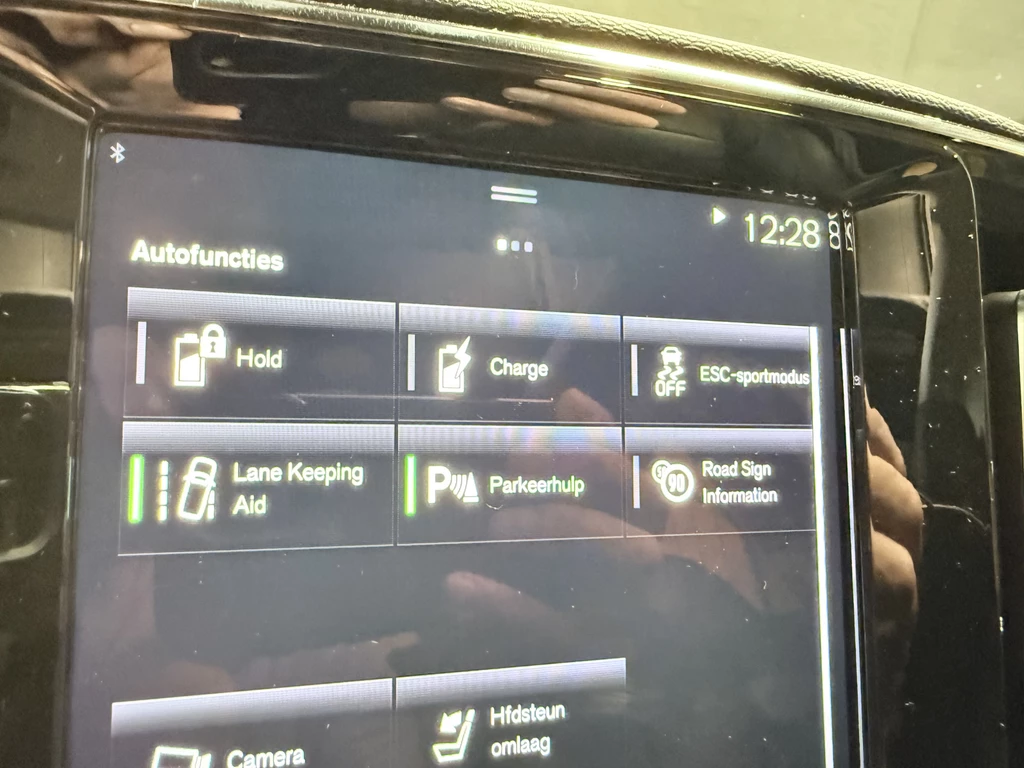 12:28
Autofuncties
Hold
Charge
OFF
ESC-sportmodus
Lane Keeping
Aid
P
Parkeerhulp
90
Road Sign
Information
Camera
Hfdsteun
omlaag